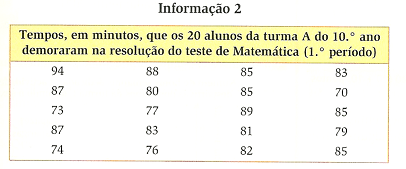 Informação 2
Tempos, em minutos, que os 20 alunos da turma A do 10.° ano
demoraram na resolução do teste de Matemática (1.° período)
94 88 85 83
87 80 85 70
73 77 89 85
87 83 81 79
74 76 82 85